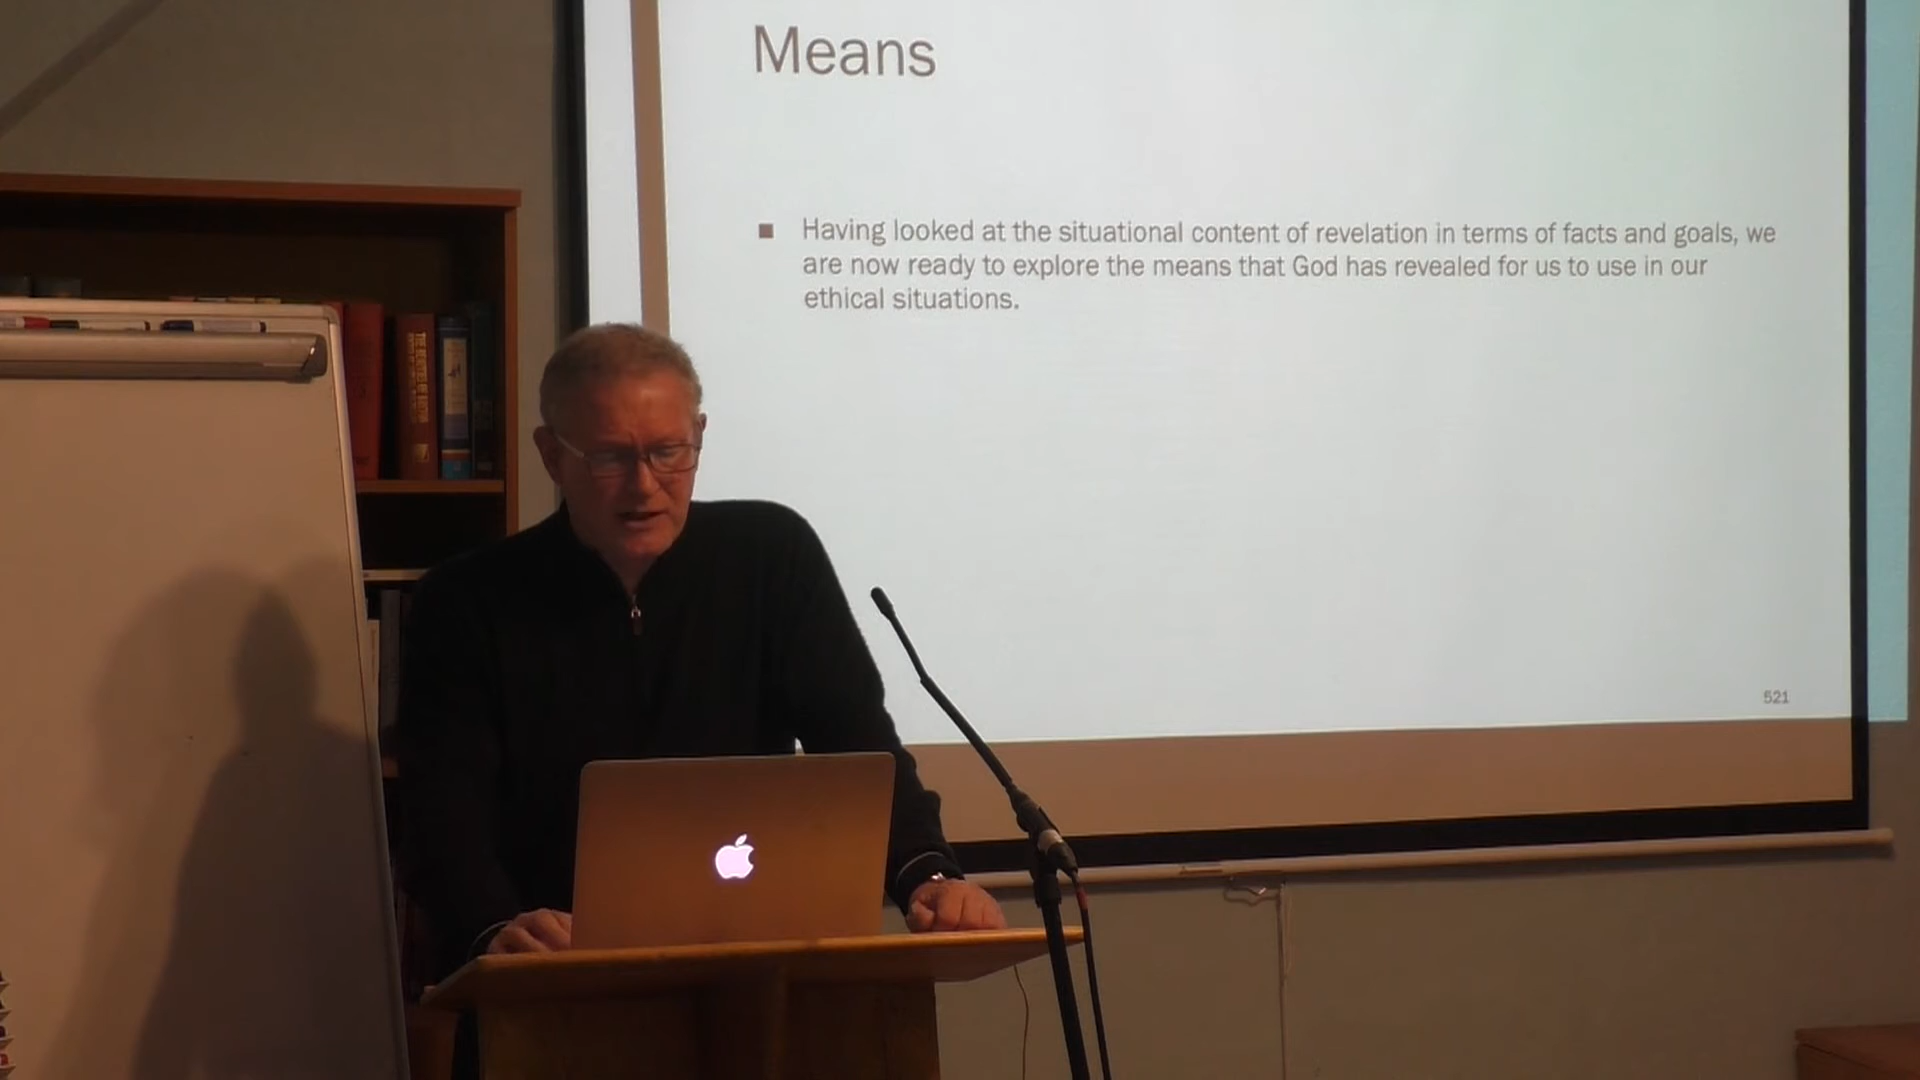 Means
Having looked at the situational content of revelation in terms of facts and goals, we
are now ready to explore the means that God has revealed for us to use in our
ethical situations.
521